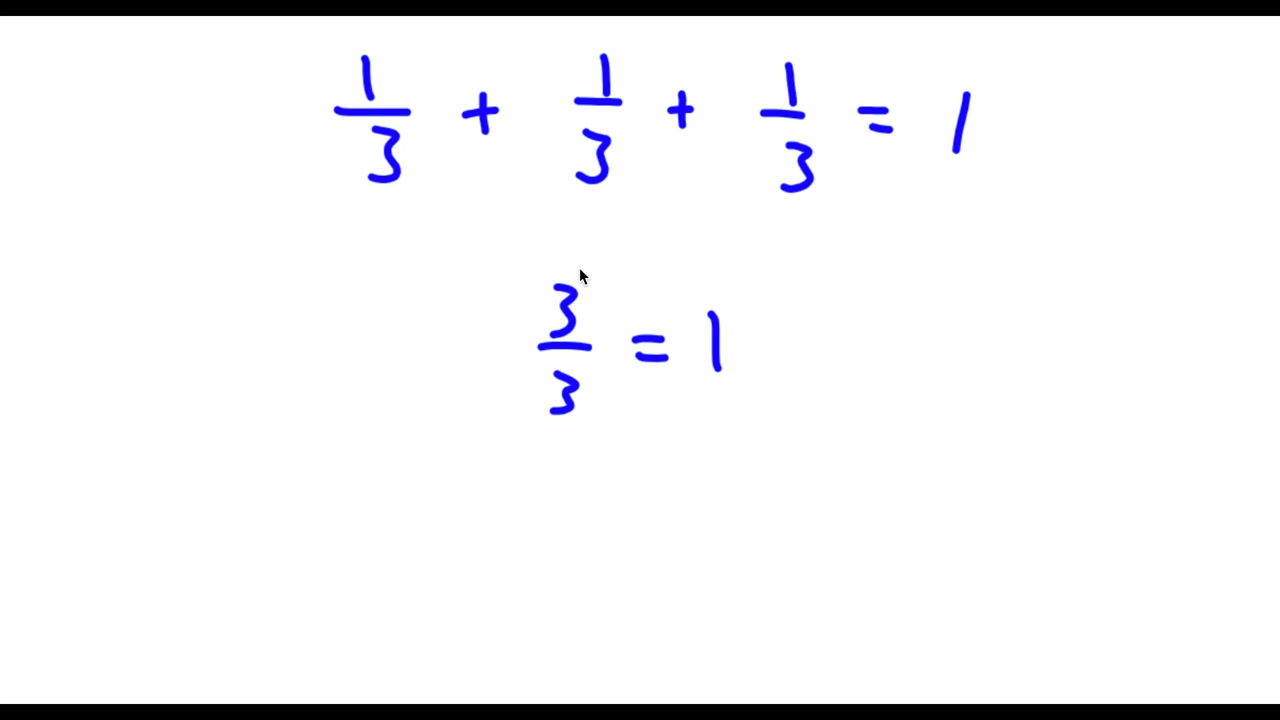 1/3 + 1/3 + 1/3 = 1
3/3 = 1